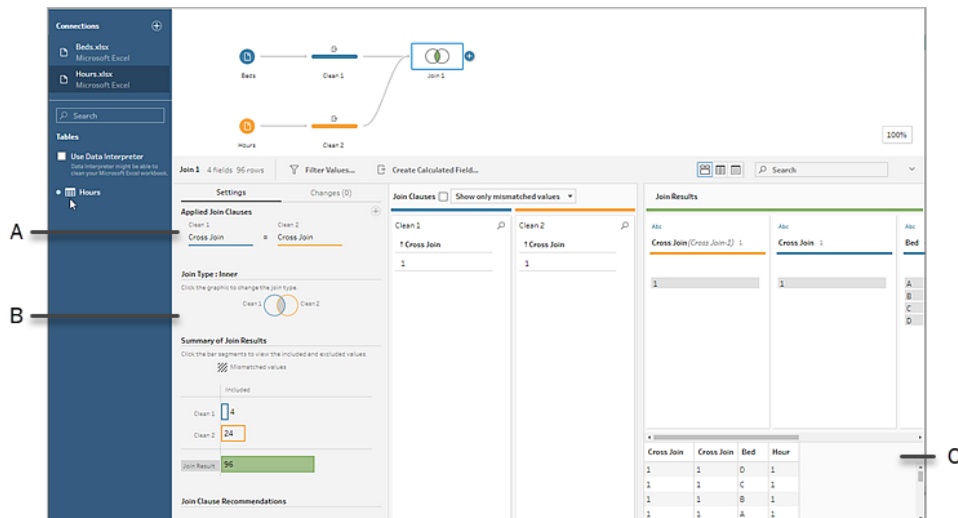 Connections
Beds.xlsx
Microsoft Excel
Hours.xlsx
Microsoft Excel
Search
Tables
Use Data Interpreter
Data Interpreter might be able to
clean your Microsoft Excel workbook.
Hours
Beds
Clean 1
Join 1
Hours
Clean 2
100%
Join 1 4 fields 96 rows Filter Values... Create Calculated Field... Search
Settings Changes (0)
Applied Join Clauses
Clean 1 Clean 2
Cross Join = Cross Join
Join Type : Inner
Click the graphic to change the join type.
Clean 1 Clean 2
Summary of Join Results
Click the bar segments to view the included and excluded values.
Mismatched values
Included
Clean 1 4
Clean 2 24
Join Result 96
Join Clause Recommendations
Join Clauses Show only mismatched values
Clean 1
Cross Join
1
Clean 2
Cross Join
1
Join Results
Abc
Cross Join (Cross Join-1) 1
1
Abc
Cross Join 1
1
Abc
Bed
A
B
C
D
Cross Join Cross Join Bed Hour
1 1 D 1
1 1 C 1
1 1 B 1
1 1 A 1
A
B
C